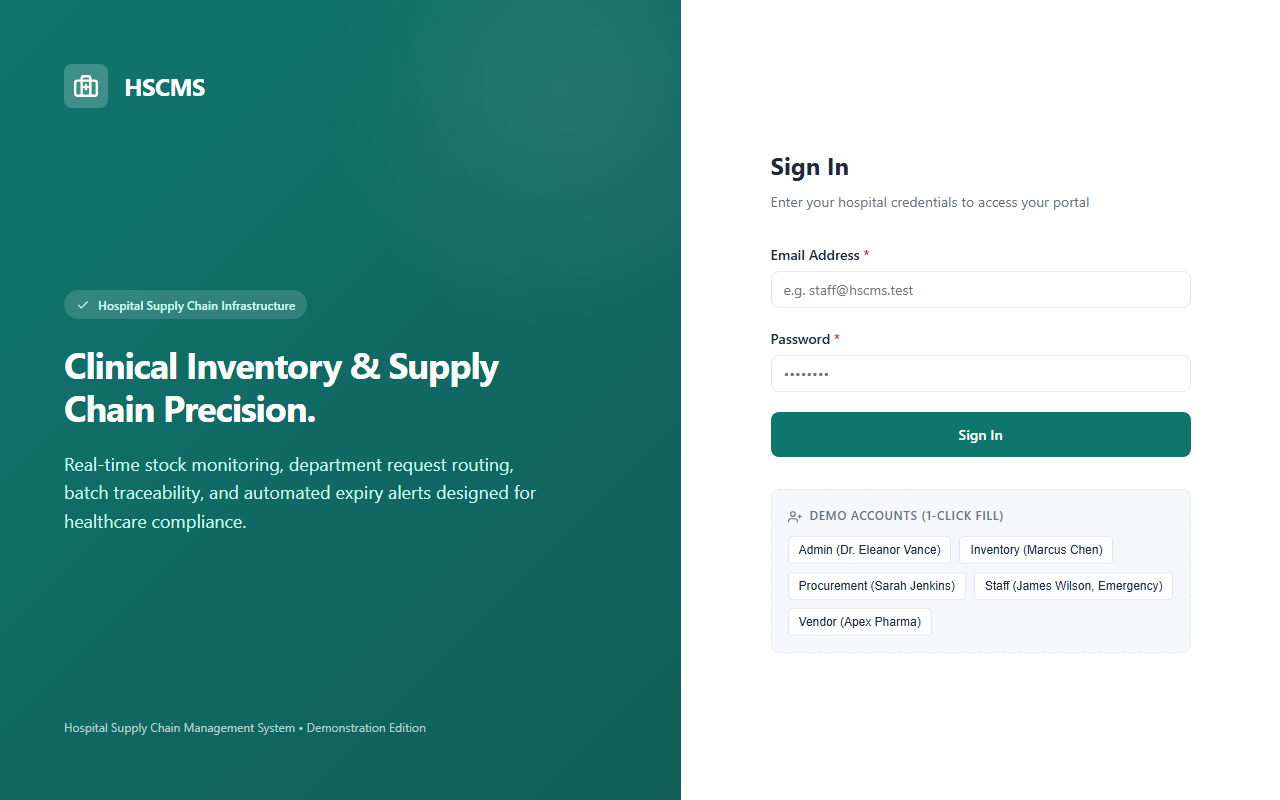 HSCMS
Hospital Supply Chain Infrastructure
Clinical Inventory & Supply
Chain Precision.
Real-time stock monitoring, department request routing,
batch traceability, and automated expiry alerts designed for
healthcare compliance.
Hospital Supply Chain Management System • Demonstration Edition
Sign In
Enter your hospital credentials to access your portal
Email Address *
e.g. staff@hscms.test
Password *
••••••••
Sign In
DEMO ACCOUNTS (1-CLICK FILL)
Admin (Dr. Eleanor Vance) Inventory (Marcus Chen)
Procurement (Sarah Jenkins) Staff (James Wilson, Emergency)
Vendor (Apex Pharma)